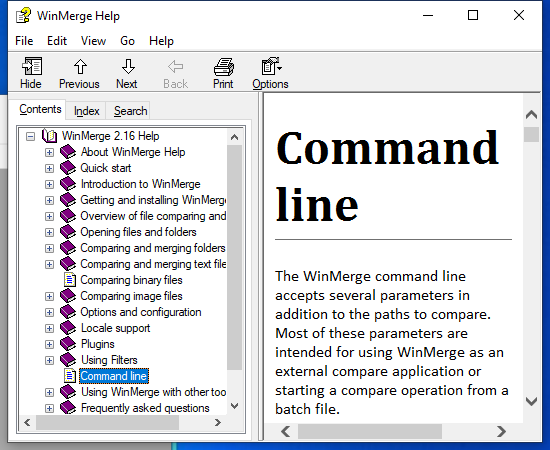 WinMerge Help
File Edit View Go Help
Hide Previous Next Back Print Options
Contents Index Search
WinMerge 2.16 Help
About WinMerge Help
Quick start
Introduction to WinMerge
Getting and installing WinMerge
Overview of file comparing and
Opening files and folders
Comparing and merging folders
Comparing and merging text file
Comparing binary files
Comparing image files
Options and configuration
Locale support
Plugins
Using Filters
Command line
Using WinMerge with other too
Frequently asked questions
Command
line
The WinMerge command line
accepts several parameters in
addition to the paths to compare.
Most of these parameters are
intended for using WinMerge as an
external compare application or
starting a compare operation from a
batch file.